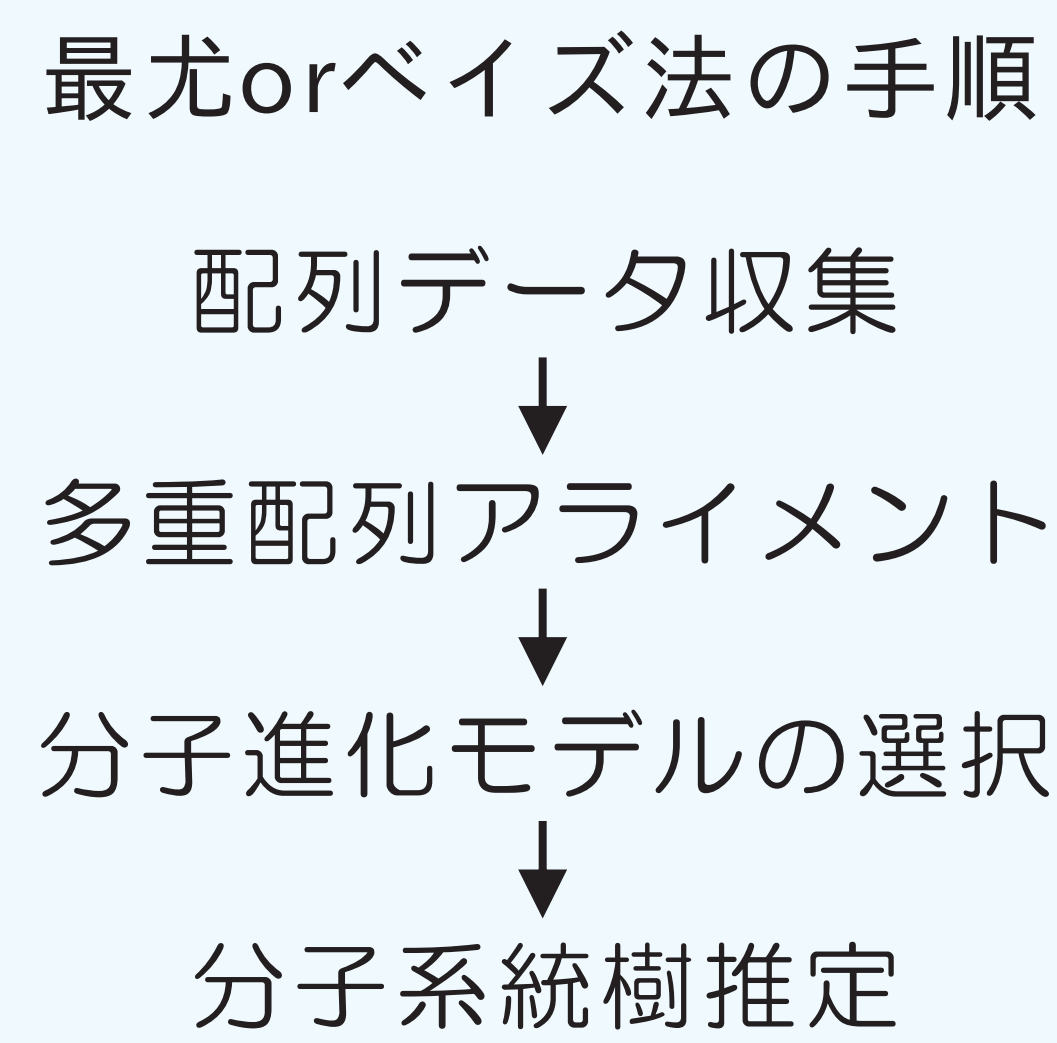 最尤orベイズ法の手順
配列データ収集
多重配列アライメント
分子進化モデルの選択
分子系統樹推定